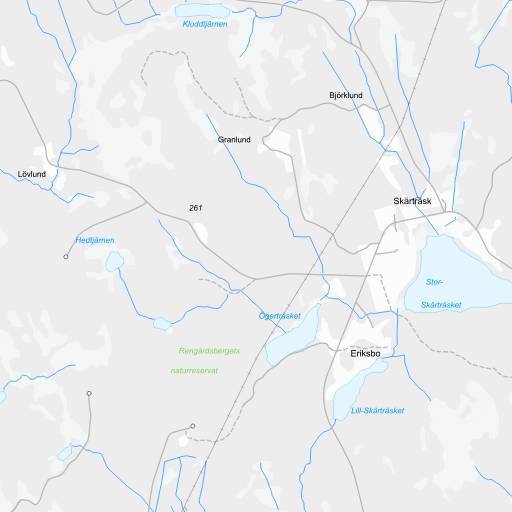 Kluddtjärnen
Björklund
Granlund
Lövlund
Skärträsk
261
Hedtjärnen
Stor-
Skärträsket
Ögerträsket
Rengårdsbergets
naturreservat
Eriksbo
Lill-Skärträsket